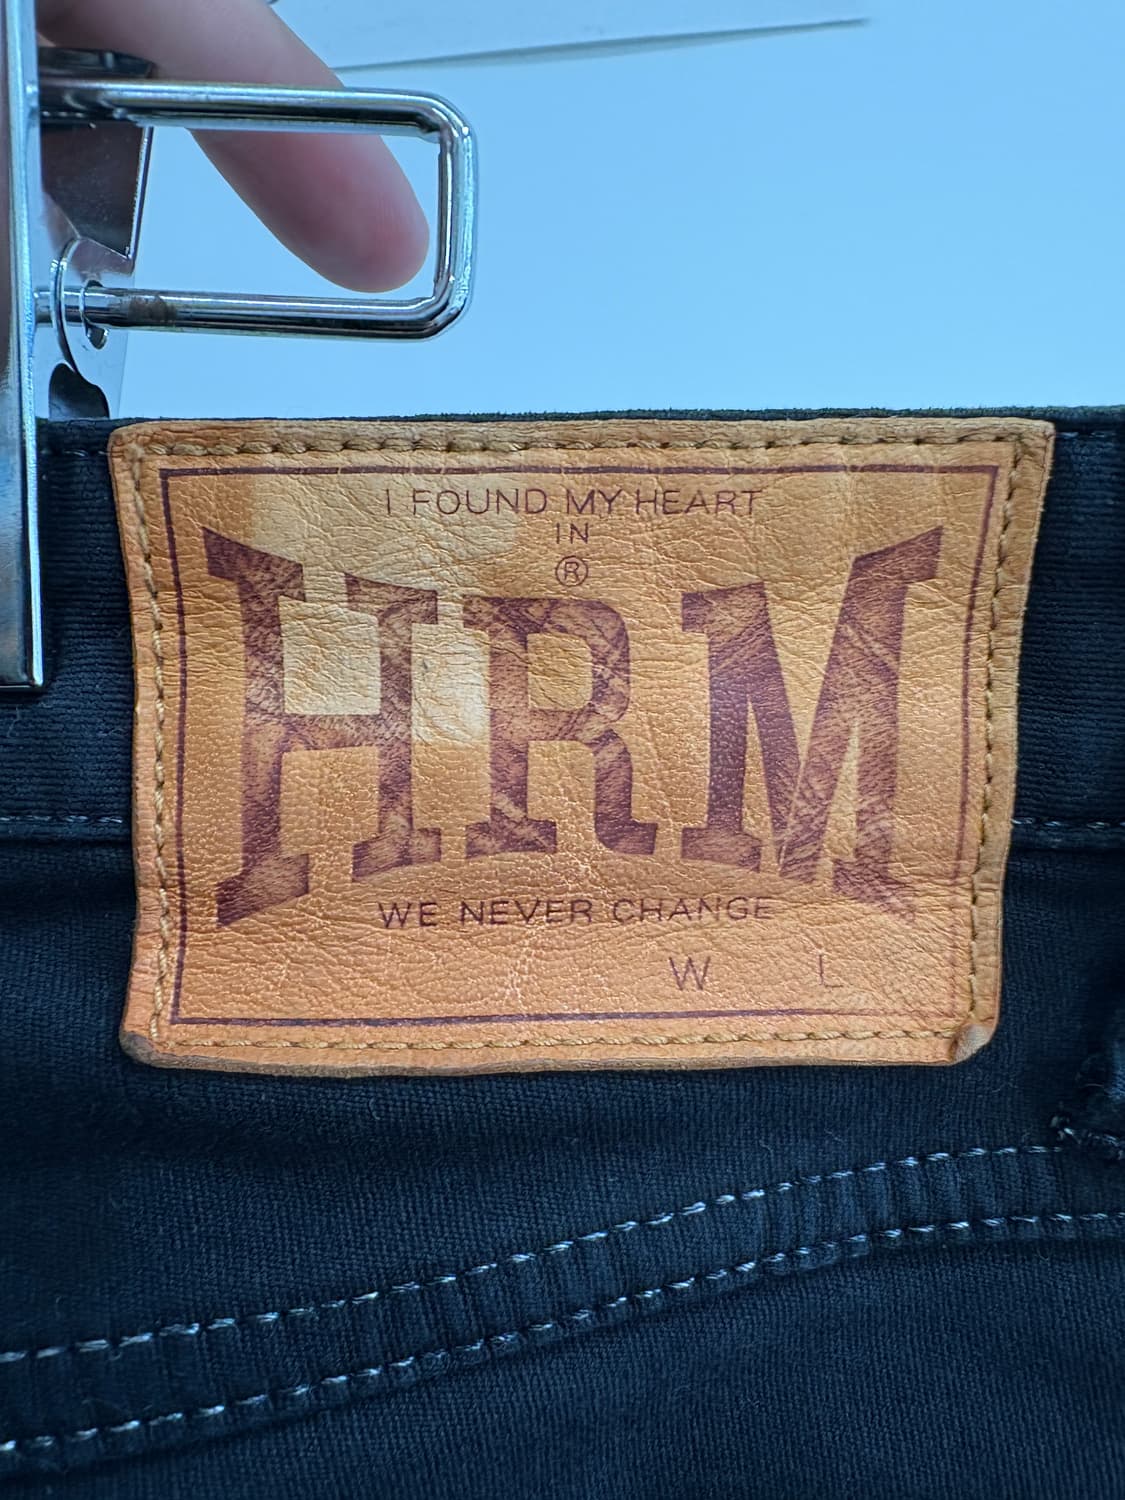 I FOUND MY HEART
IN
®
HRM
WE NEVER CHANGE
W L